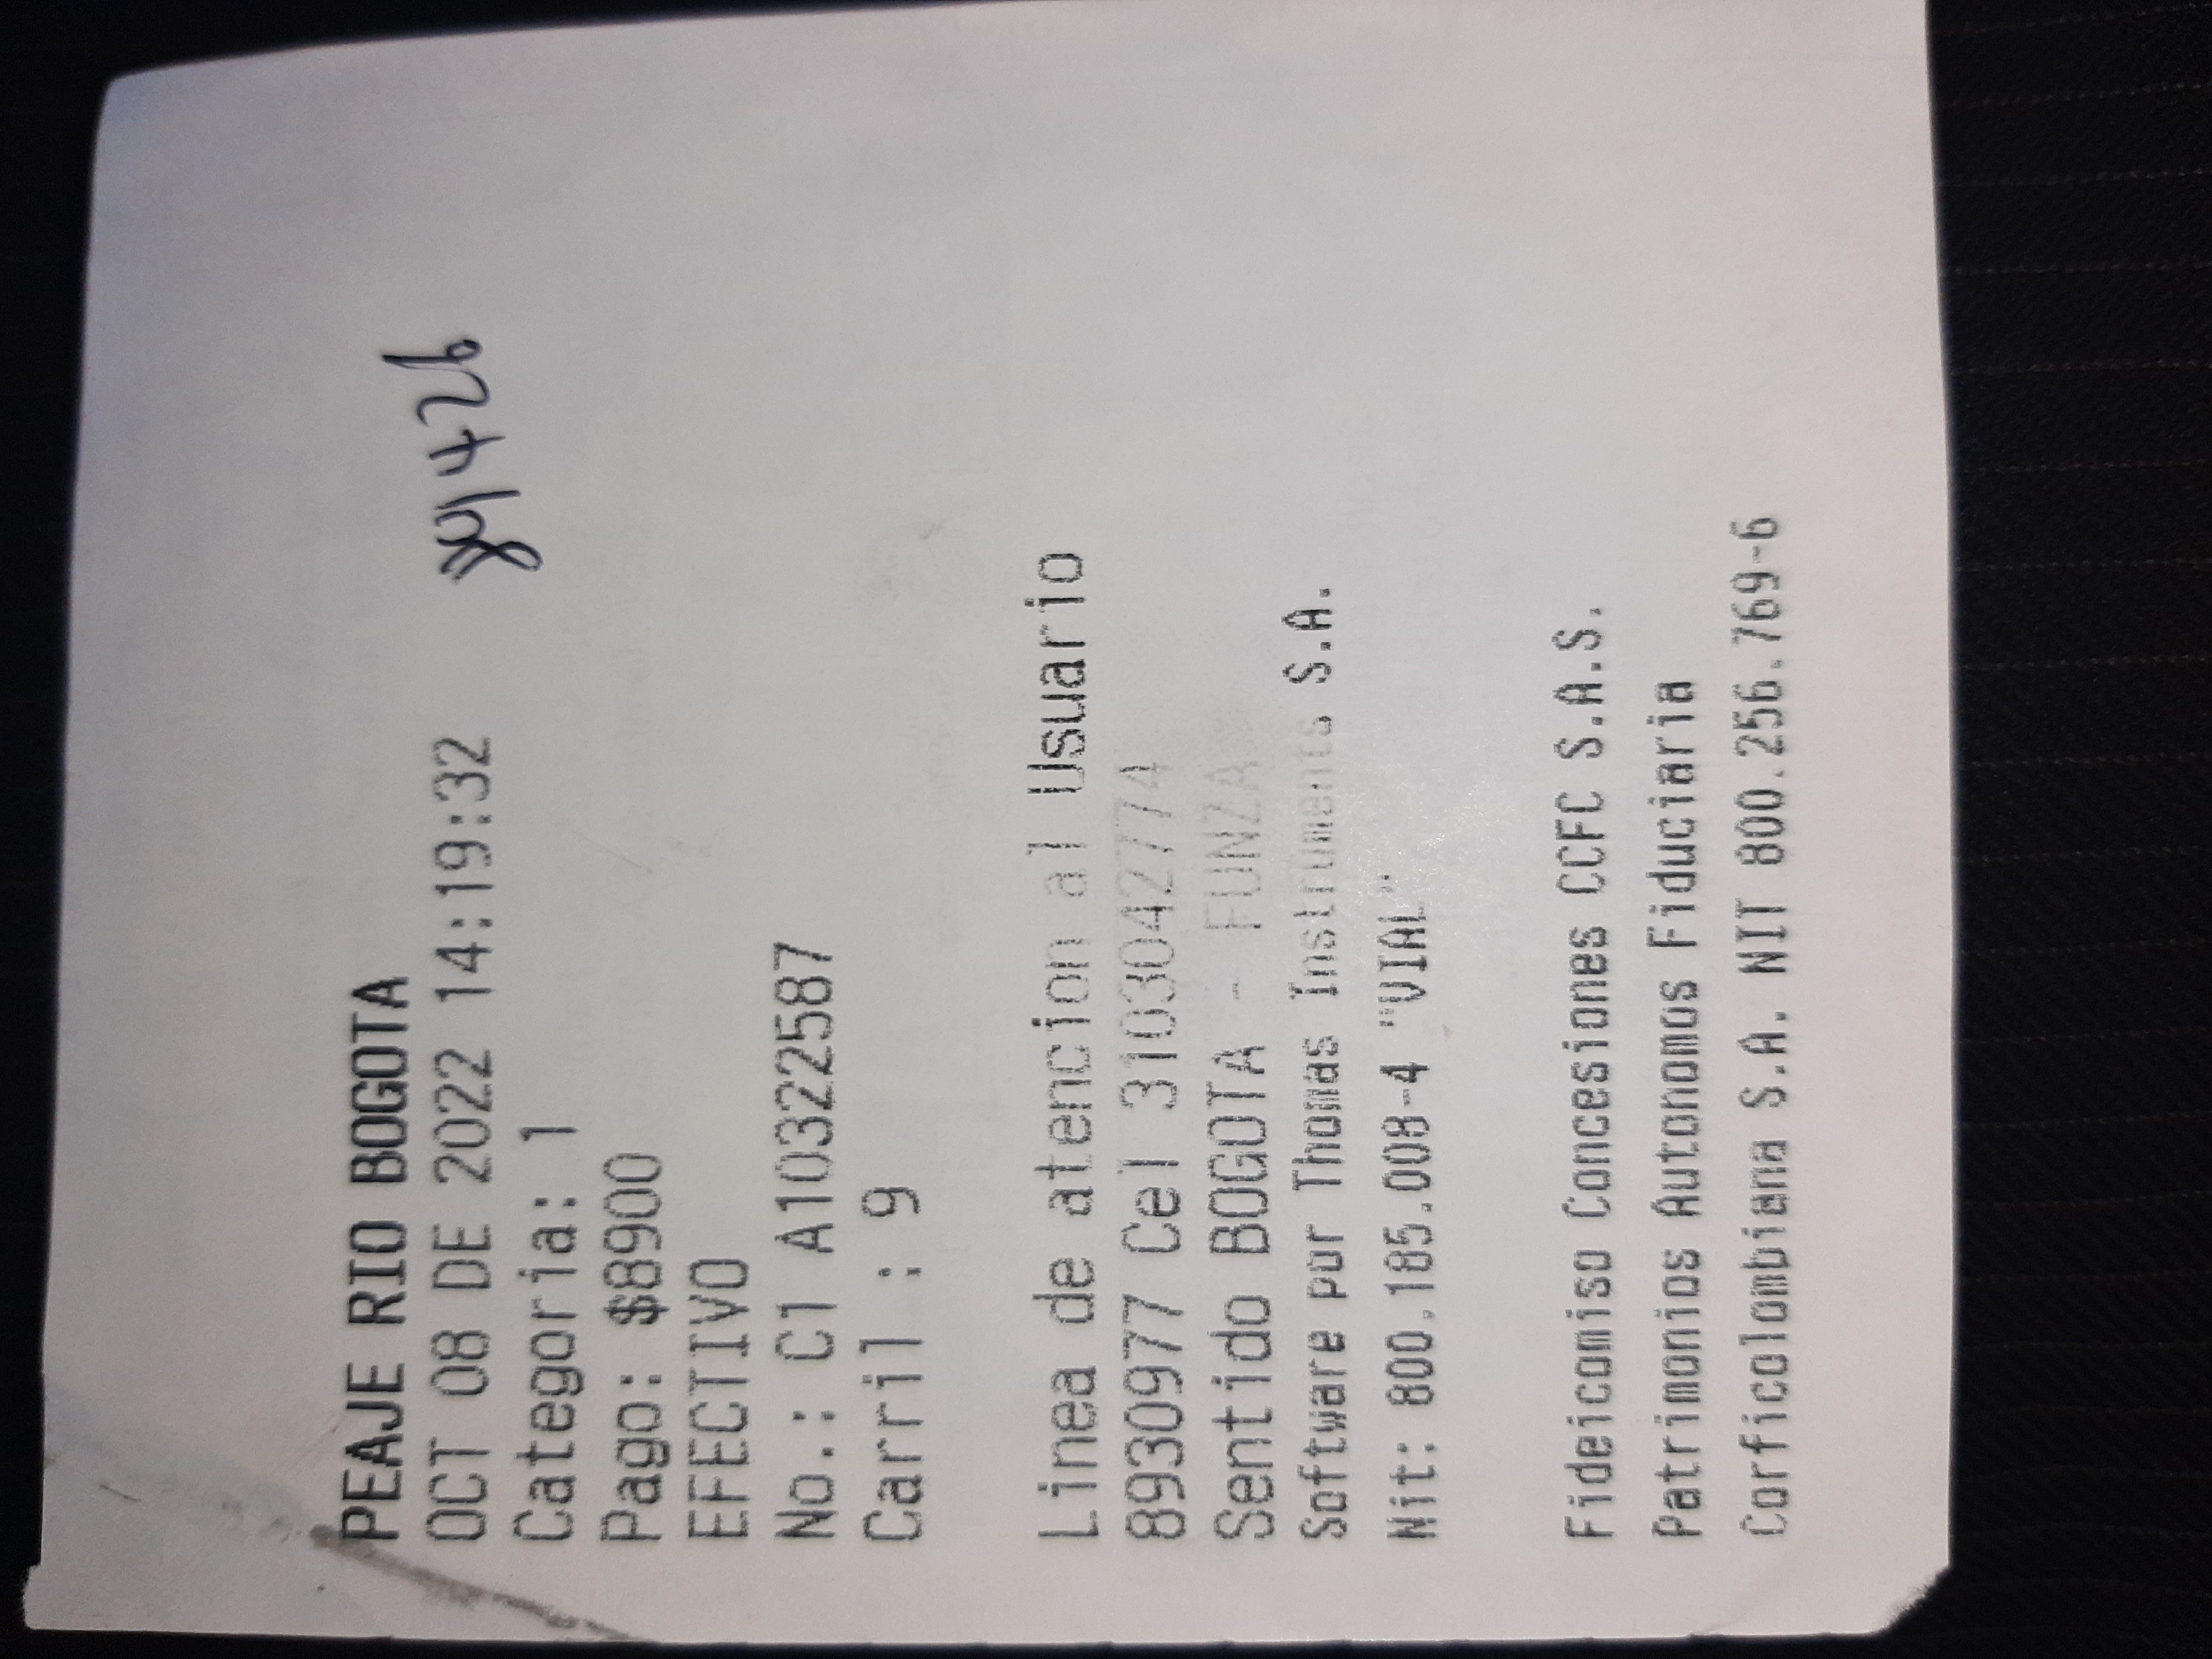 PEAJE RIO BOGOTA
OCT 08 DE 2022 14:19:32
Categoria: 1
Pago: $8900
EFECTIVO
No.: C1 A10322587
Carril : 9
Linea de atencion al Usuario
8930977 Cel 3103042774
Sentido BOGOTA - FUNZA
Software por Thomas Instruments S.A.
Nit: 800.185.008-4 "VIAL"
Fideicomiso Concesiones CCFC S.A.S.
Patrimonios Autonomos Fiduciaria
Corficolombiana S.A. NIT 800.256.769-6